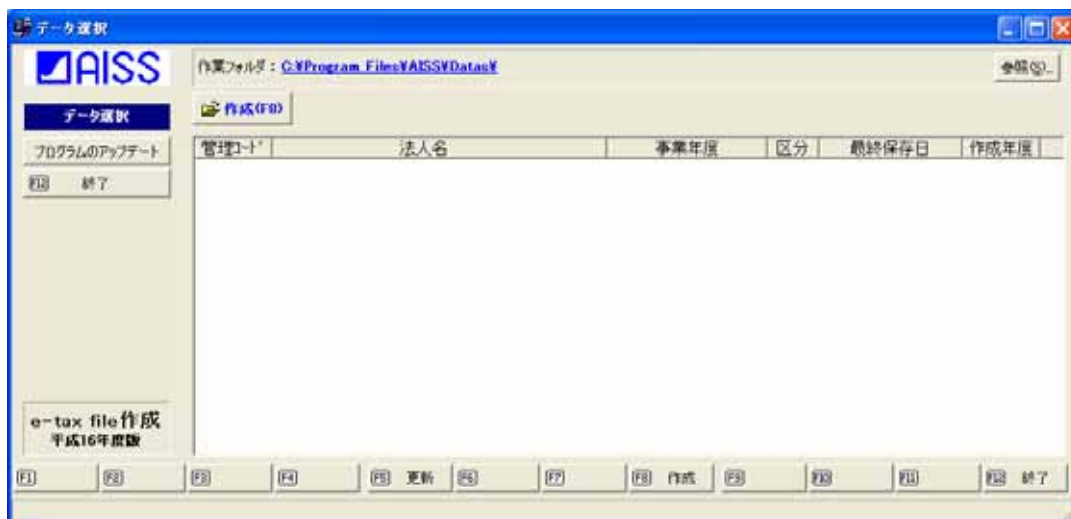 データ選択
AISS
作業フォルダ : C:¥Program Files¥AISS¥Datas¥
参照(S)...
データ選択
作成(F8)
プログラムのアップデート
管理コード 法人名 事業年度 区分 最終保存日 作成年度
F12 終了
e-tax file作成
平成16年度版
F1 F2 F3 F4 F5 更新 F6 F7 F8 作成 F9 F10 F11 F12 終了